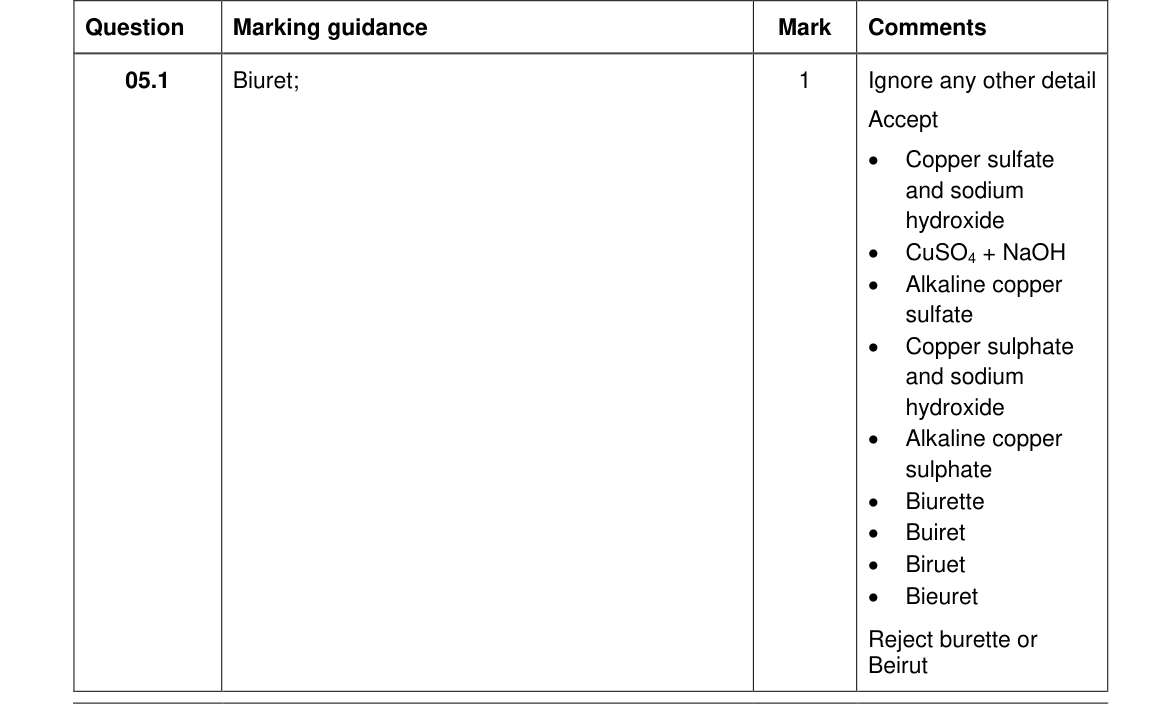 Question Marking guidance Mark Comments
05.1 Biuret; 1 Ignore any other detail
Accept
• Copper sulfate
and sodium
hydroxide
• CuSO₄ + NaOH
• Alkaline copper
sulfate
• Copper sulphate
and sodium
hydroxide
• Alkaline copper
sulphate
• Biurette
• Buiret
• Biruet
• Bieuret
Reject burette or
Beirut